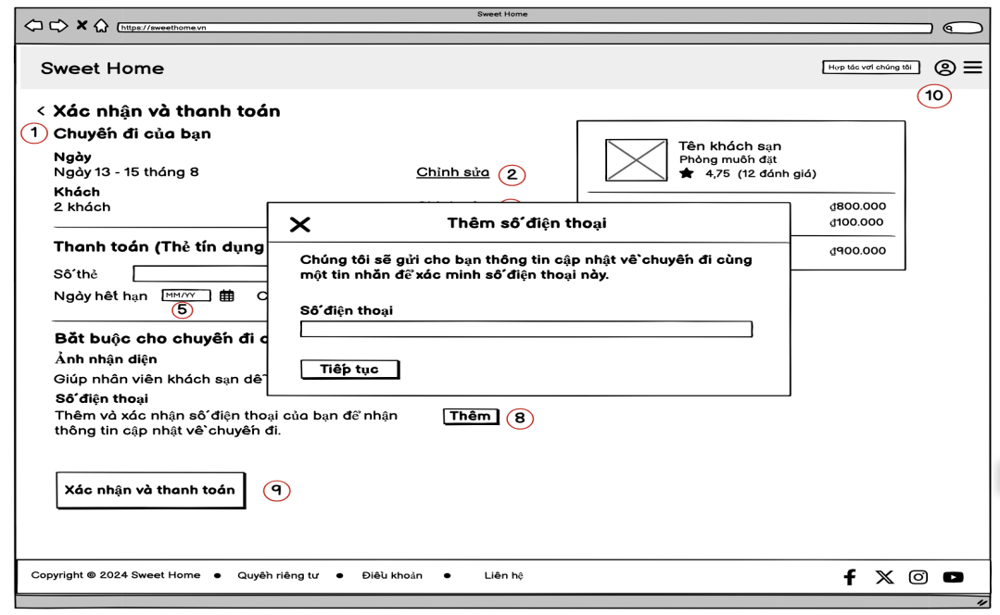 Sweet Home
https://sweethome.vn
Sweet Home
Hợp tác với chúng tôi
10
< Xác nhận và thanh toán
1 Chuyến đi của bạn
Ngày
Ngày 13 - 15 tháng 8
Chỉnh sửa 2
Khách
2 khách
Tên khách sạn
Phòng muốn đặt
★ 4,75 (12 đánh giá)
₫800.000
₫100.000
₫900.000
Thanh toán (Thẻ tín dụng
Số thẻ
Ngày hết hạn MM/YY
5
Thêm số điện thoại
Chúng tôi sẽ gửi cho bạn thông tin cập nhật về chuyến đi cùng
một tin nhắn để xác minh số điện thoại này.
Số điện thoại
Tiếp tục
Bắt buộc cho chuyến đi
Ảnh nhận diện
Giúp nhân viên khách sạn dễ
Số điện thoại
Thêm và xác nhận số điện thoại của bạn để nhận
thông tin cập nhật về chuyến đi.
Thêm 8
Xác nhận và thanh toán 9
Copyright © 2024 Sweet Home ● Quyền riêng tư ● Điều khoản ● Liên hệ